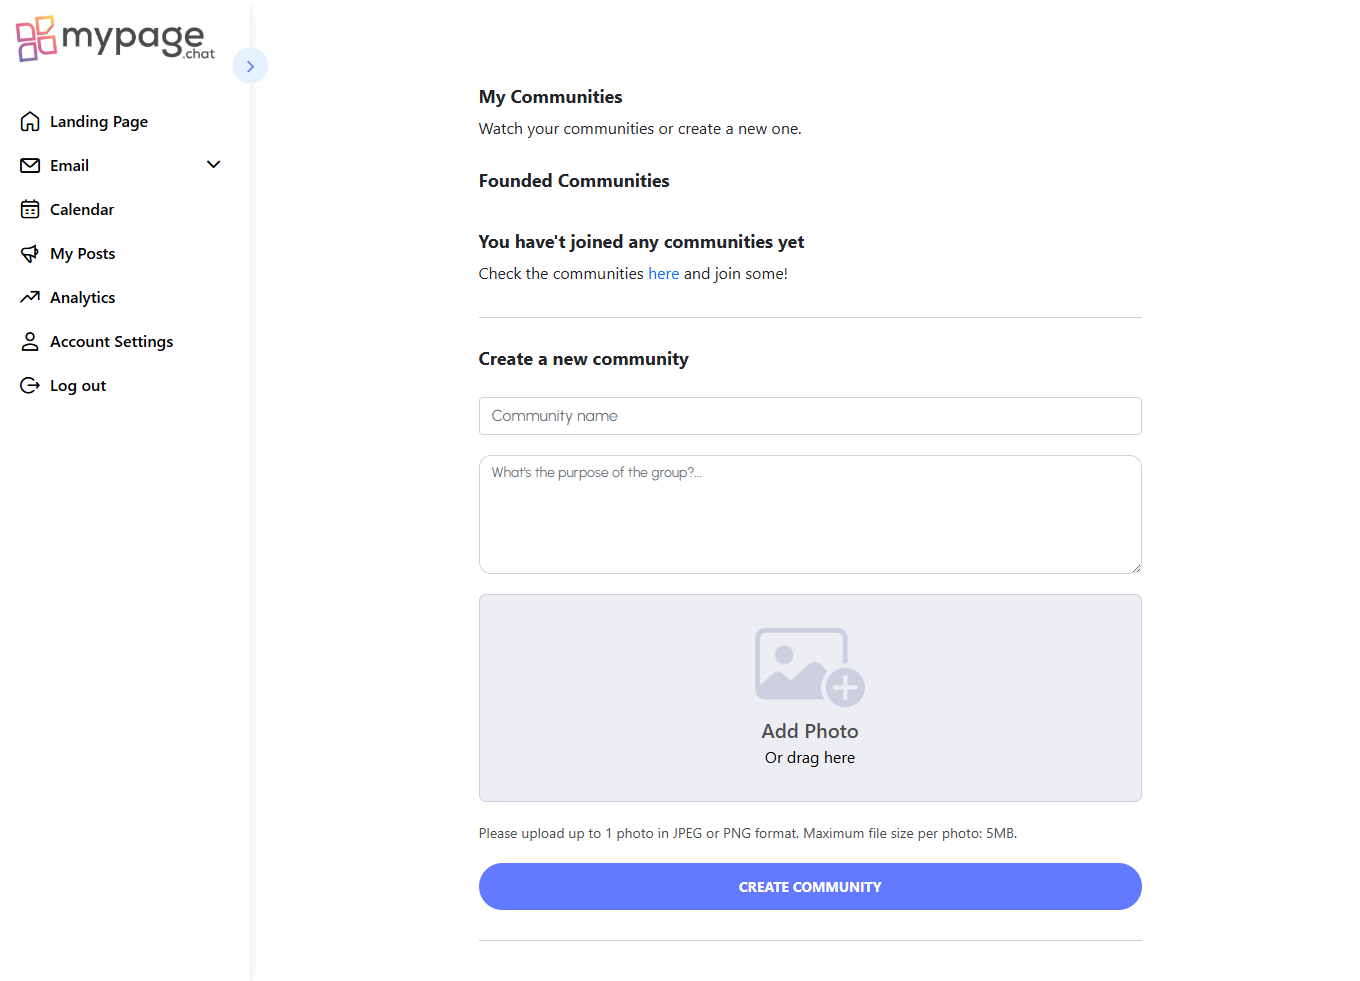 mypage
.chat
Landing Page
Email
Calendar
My Posts
Analytics
Account Settings
Log out
My Communities
Watch your communities or create a new one.
Founded Communities
You have't joined any communities yet
Check the communities here and join some!
Create a new community
Community name
What's the purpose of the group?...
Add Photo
Or drag here
Please upload up to 1 photo in JPEG or PNG format. Maximum file size per photo: 5MB.
CREATE COMMUNITY